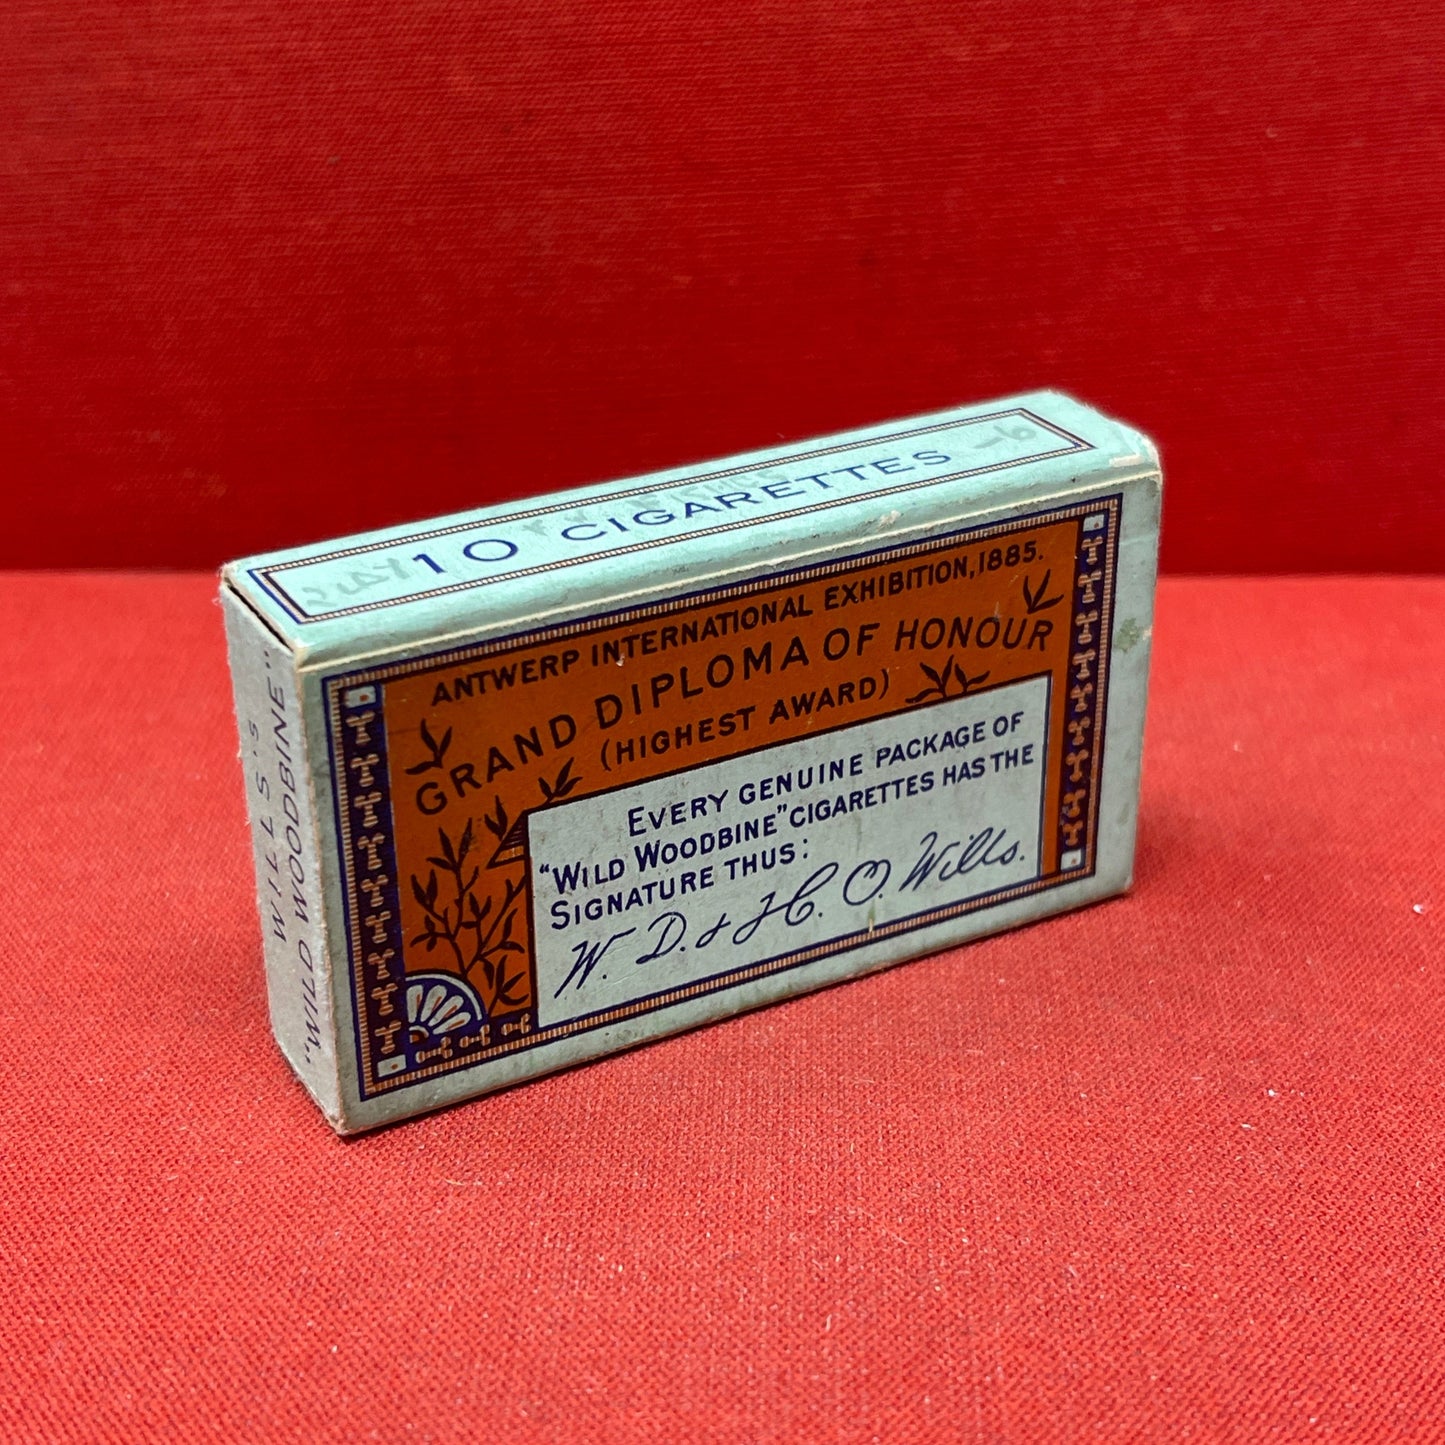 10 CIGARETTES
-6
ANTWERP INTERNATIONAL EXHIBITION, 1885.
GRAND DIPLOMA OF HONOUR
(HIGHEST AWARD)
EVERY GENUINE PACKAGE OF
"WILD WOODBINE" CIGARETTES HAS THE
SIGNATURE THUS:
W. D. & H. O. Wills.
WILLS'S
"WILD WOODBINE"